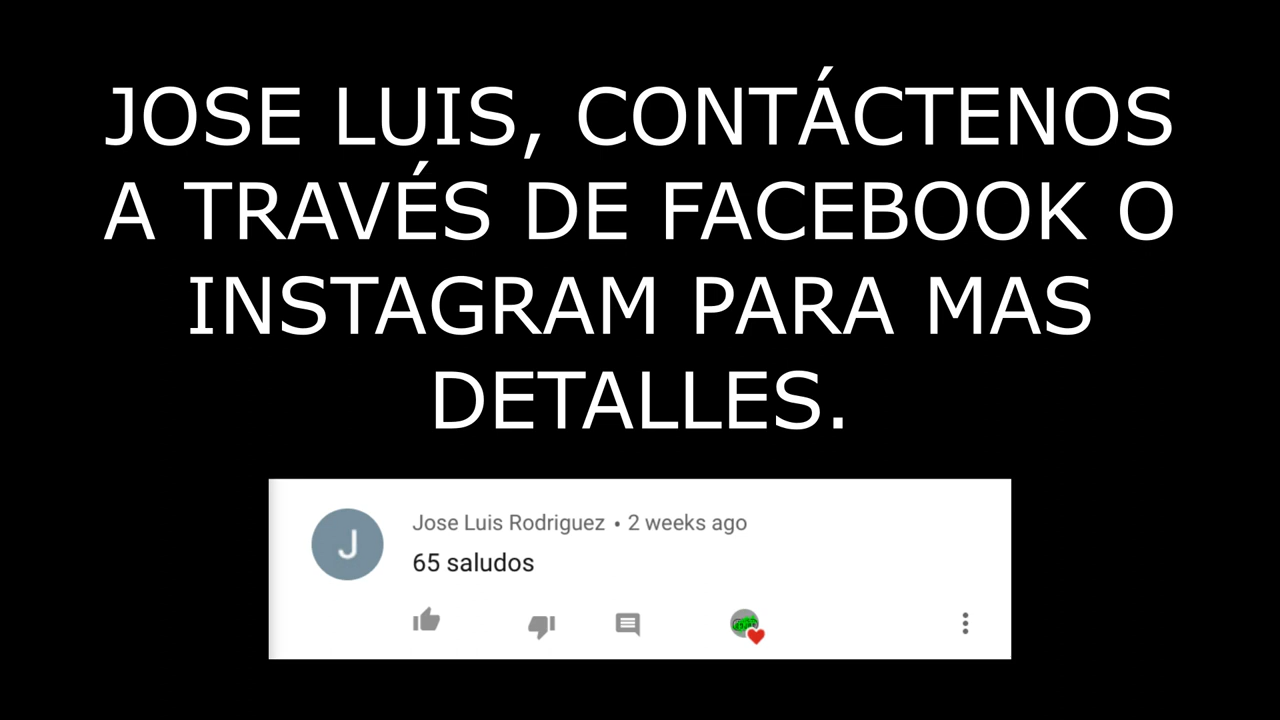 JOSE LUIS, CONTÁCTENOS
A TRAVÉS DE FACEBOOK O
INSTAGRAM PARA MAS
DETALLES.
J
Jose Luis Rodriguez • 2 weeks ago
65 saludos